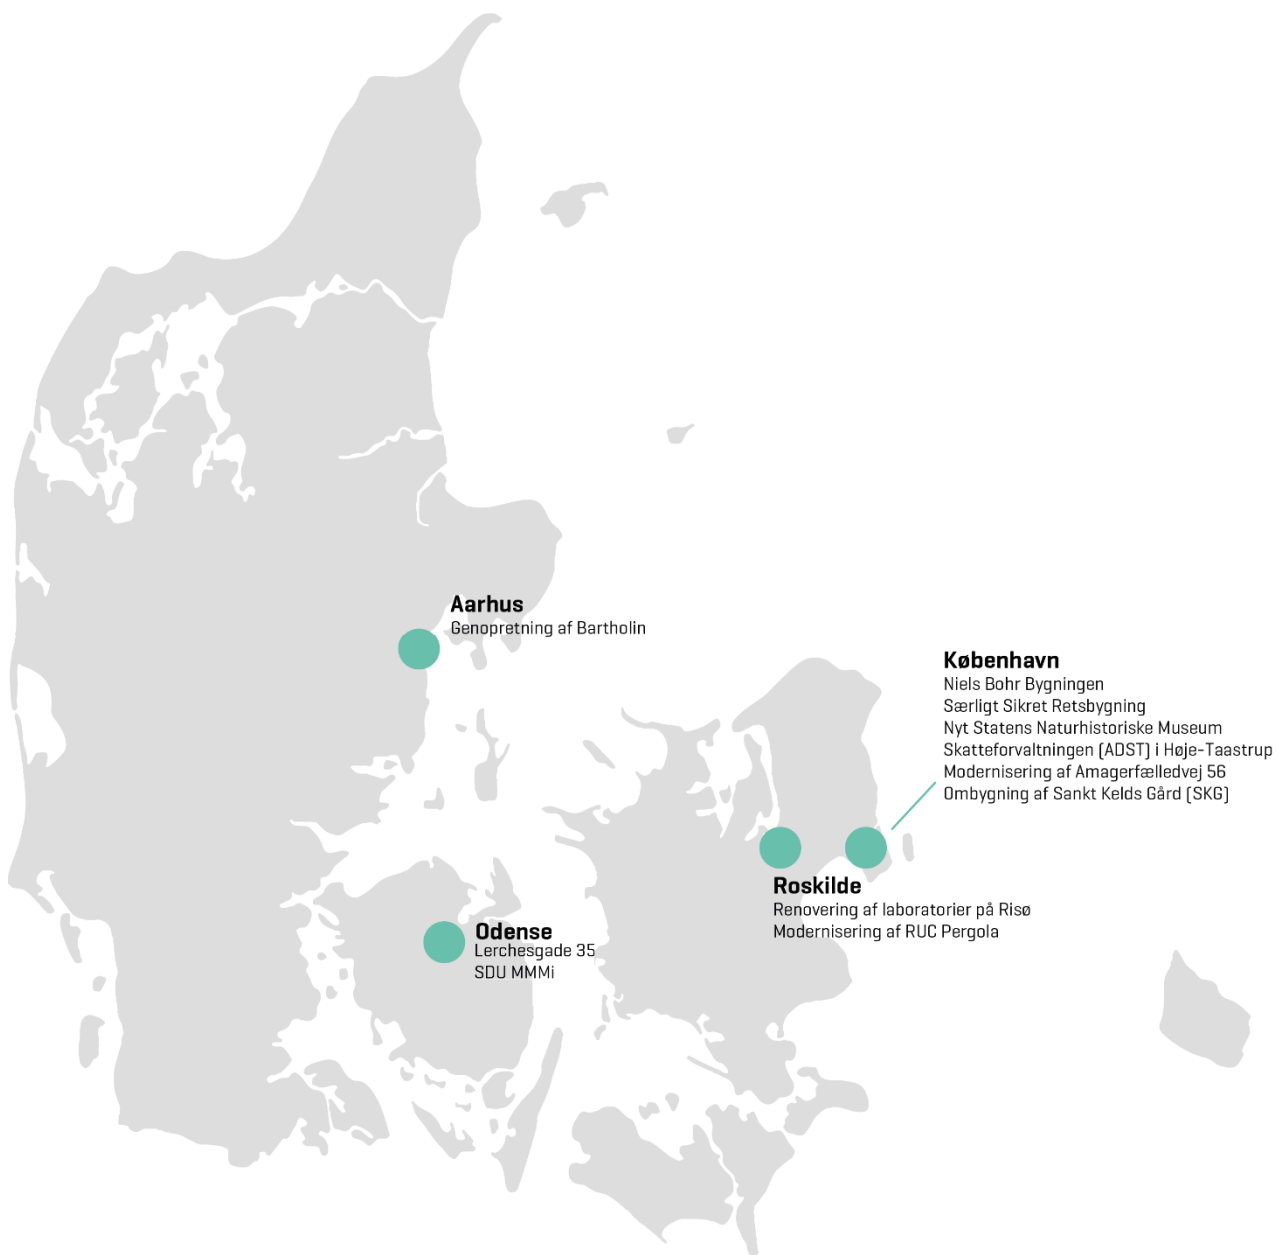 Aarhus
Genopretning af Bartholin
København
Niels Bohr Bygningen
Særligt Sikret Retsbygning
Nyt Statens Naturhistoriske Museum
Skatteforvaltningen (ADST) i Høje-Taastrup
Modernisering af Amagerfælledvej 56
Ombygning af Sankt Kelds Gård (SKG)
Roskilde
Renovering af laboratorier på Risø
Modernisering af RUC Pergola
Odense
Lerchesgade 35
SDU MMMi